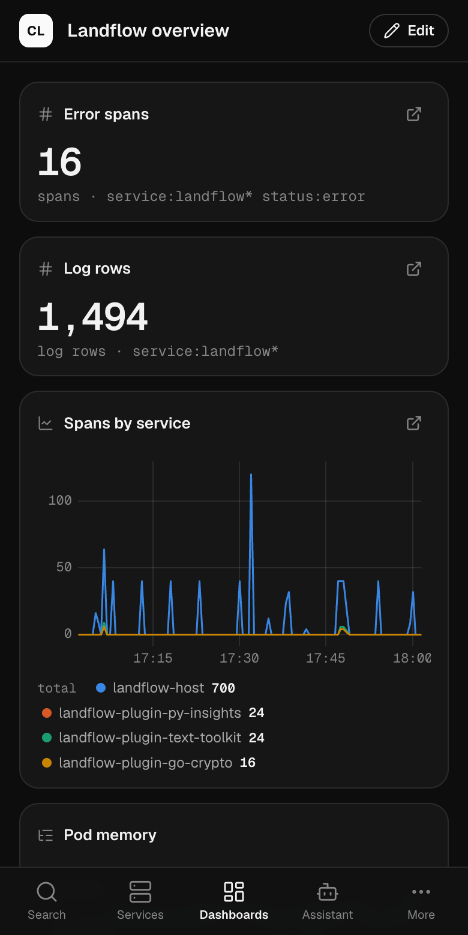 CL Landflow overview Edit
# Error spans
16
spans · service:landflow* status:error
# Log rows
1,494
log rows · service:landflow*
Spans by service
100
50
0
17:15 17:30 17:45 18:00
total landflow-host 700
landflow-plugin-py-insights 24
landflow-plugin-text-toolkit 24
landflow-plugin-go-crypto 16
Pod memory
Search Services Dashboards Assistant More